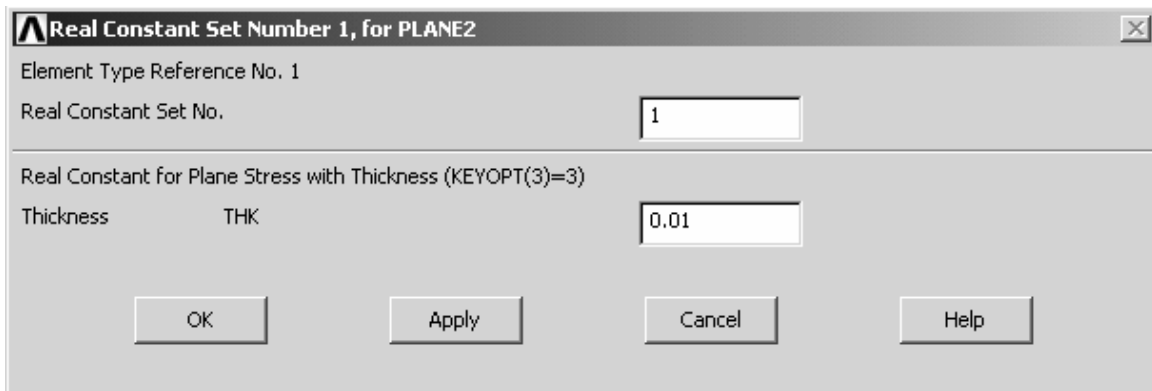 Real Constant Set Number 1, for PLANE2
Element Type Reference No. 1
Real Constant Set No. 1
Real Constant for Plane Stress with Thickness (KEYOPT(3)=3)
Thickness THK 0.01
OK Apply Cancel Help